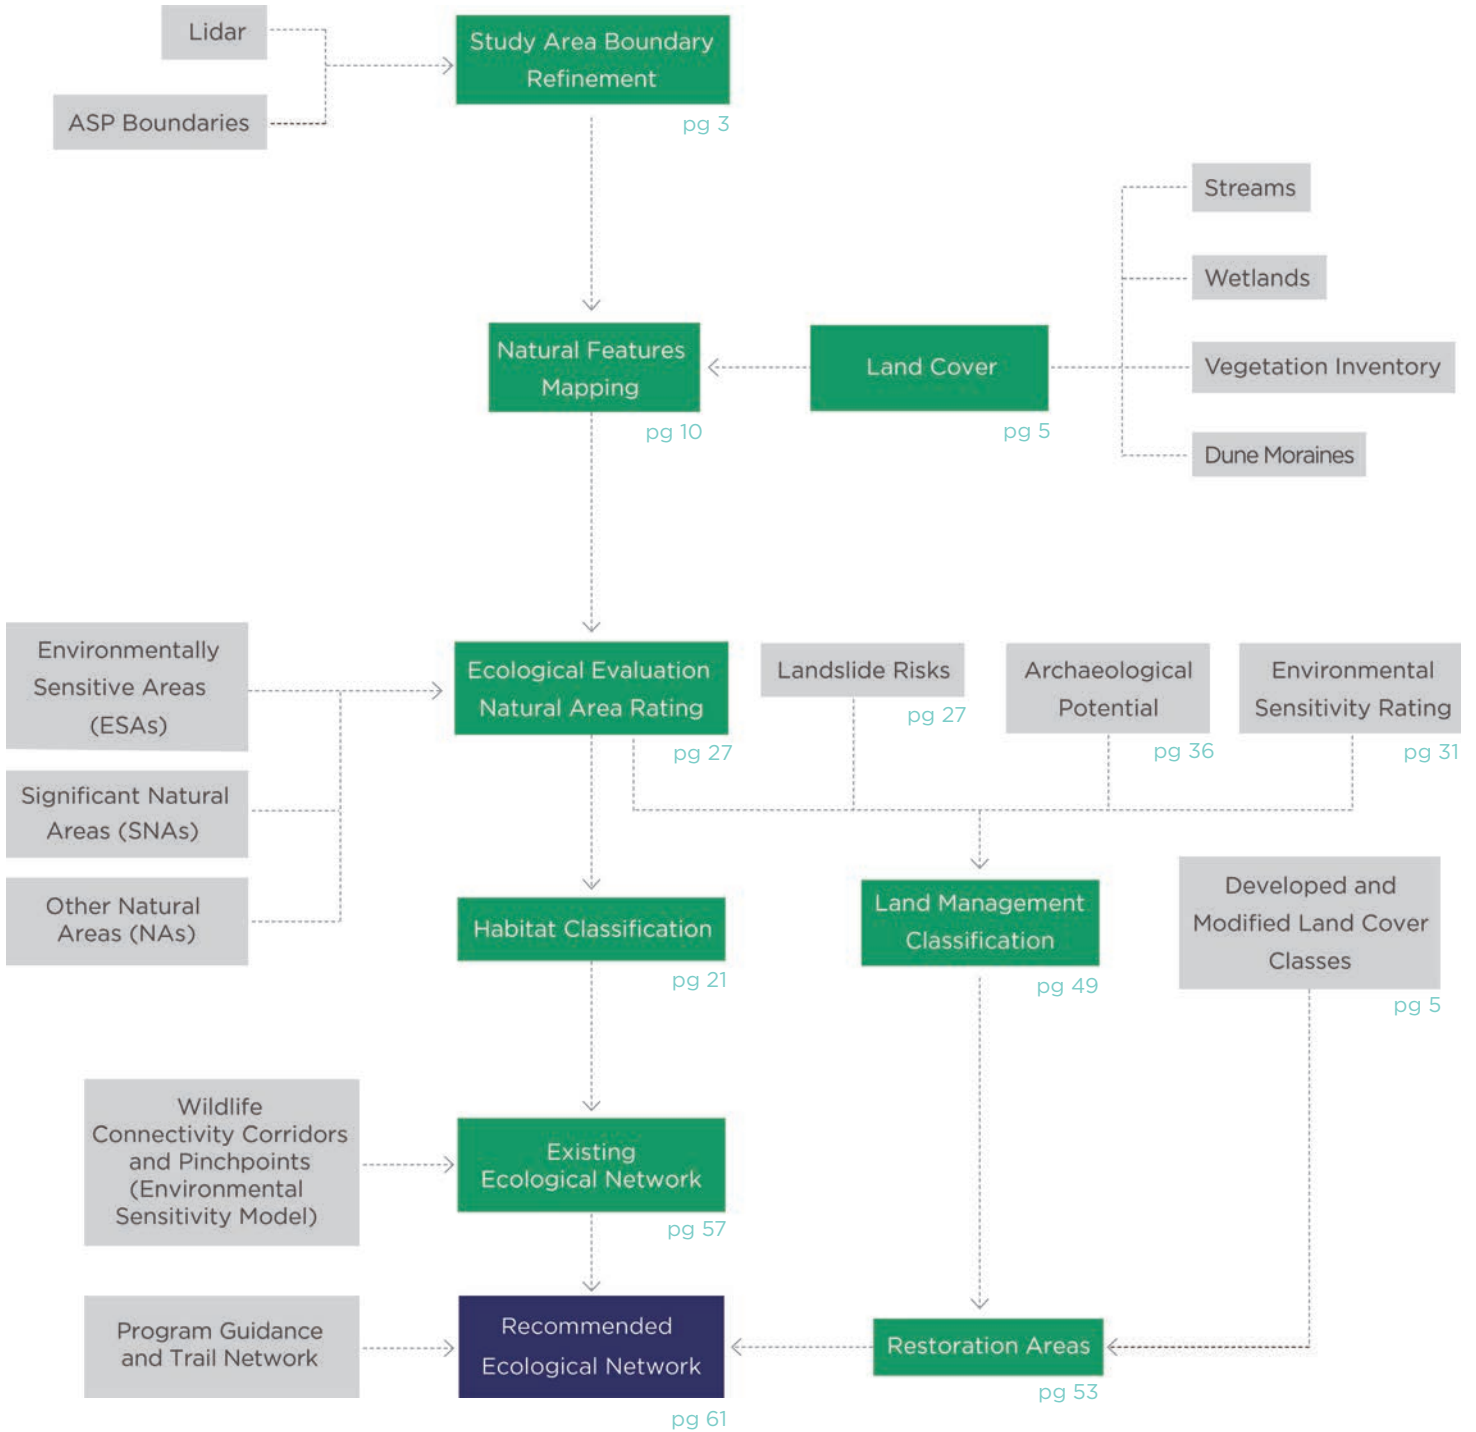 Lidar
ASP Boundaries
Study Area Boundary
Refinement
pg 3
Streams
Wetlands
Vegetation Inventory
Dune Moraines
Natural Features
Mapping
pg 10
Land Cover
pg 5
Environmentally
Sensitive Areas
(ESAs)
Significant Natural
Areas (SNAs)
Other Natural
Areas (NAs)
Ecological Evaluation
Natural Area Rating
pg 27
Landslide Risks
pg 27
Archaeological
Potential
pg 36
Environmental
Sensitivity Rating
pg 31
Habitat Classification
pg 21
Land Management
Classification
pg 49
Developed and
Modified Land Cover
Classes
pg 5
Wildlife
Connectivity Corridors
and Pinchpoints
(Environmental
Sensitivity Model)
Existing
Ecological Network
pg 57
Program Guidance
and Trail Network
Recommended
Ecological Network
pg 61
Restoration Areas
pg 53